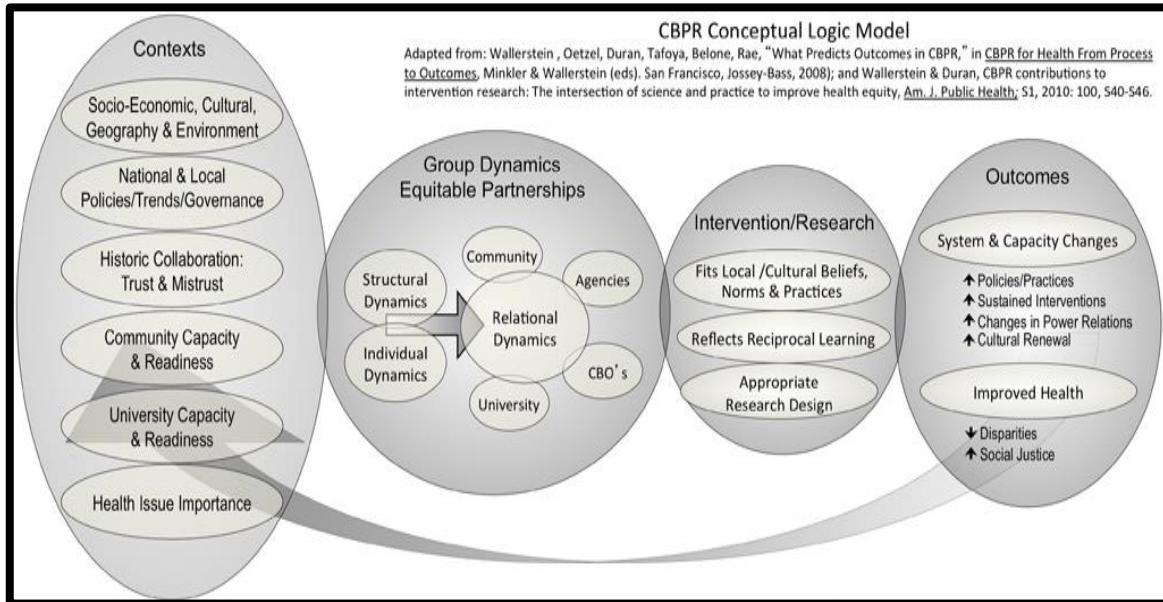 CBPR Conceptual Logic Model
Adapted from: Wallerstein , Oetzel, Duran, Tafoya, Belone, Rae, “What Predicts Outcomes in CBPR,” in CBPR for Health From Process
to Outcomes, Minkler & Wallerstein (eds). San Francisco, Jossey-Bass, 2008); and Wallerstein & Duran, CBPR contributions to
intervention research: The intersection of science and practice to improve health equity, Am. J. Public Health; S1, 2010: 100, S40-S46.
Contexts
Socio-Economic, Cultural,
Geography & Environment
National & Local
Policies/Trends/Governance
Historic Collaboration:
Trust & Mistrust
Community Capacity
& Readiness
University Capacity
& Readiness
Health Issue Importance
Group Dynamics
Equitable Partnerships
Structural
Dynamics
Individual
Dynamics
Community
Agencies
Relational
Dynamics
CBO's
University
Intervention/Research
Fits Local /Cultural Beliefs,
Norms & Practices
Reflects Reciprocal Learning
Appropriate
Research Design
Outcomes
System & Capacity Changes
Policies/Practices
Sustained Interventions
Changes in Power Relations
Cultural Renewal
Improved Health
Disparities
Social Justice